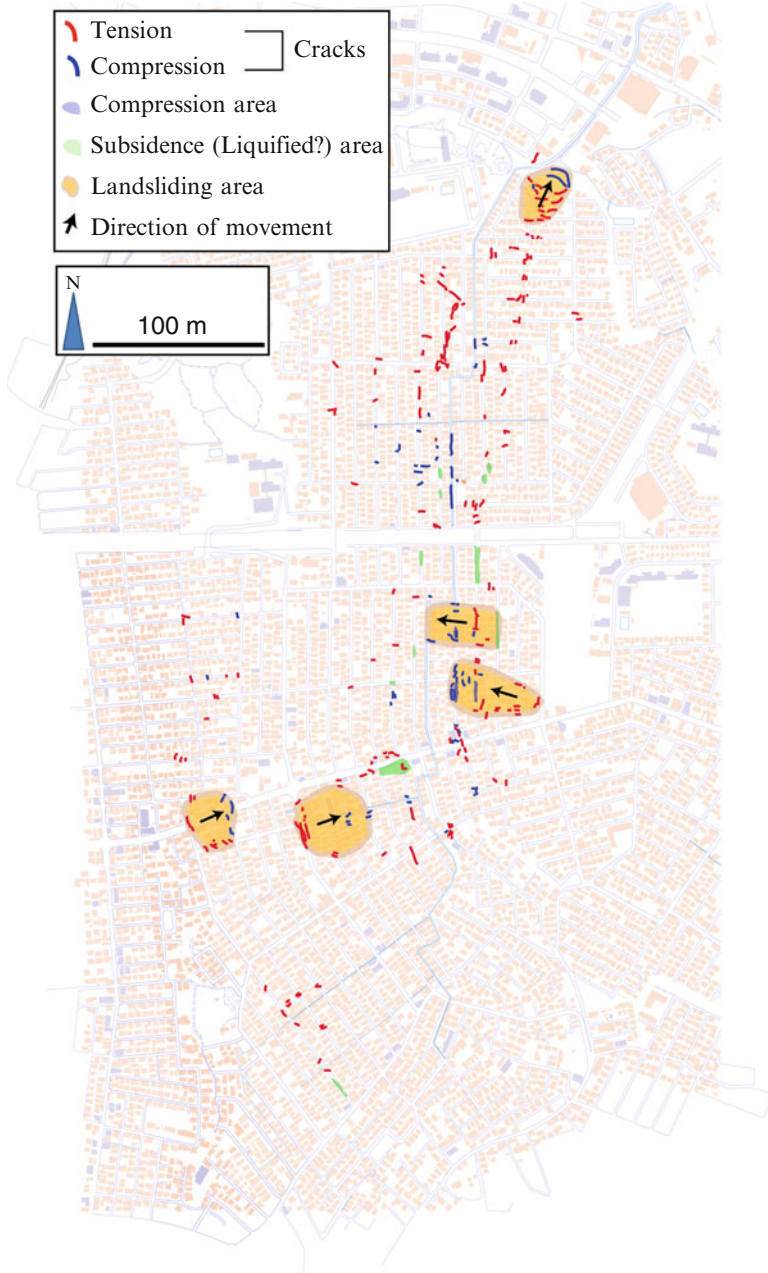 Tension
Cracks
Compression
Compression area
Subsidence (Liquified?) area
Landsliding area
Direction of movement
N
100 m